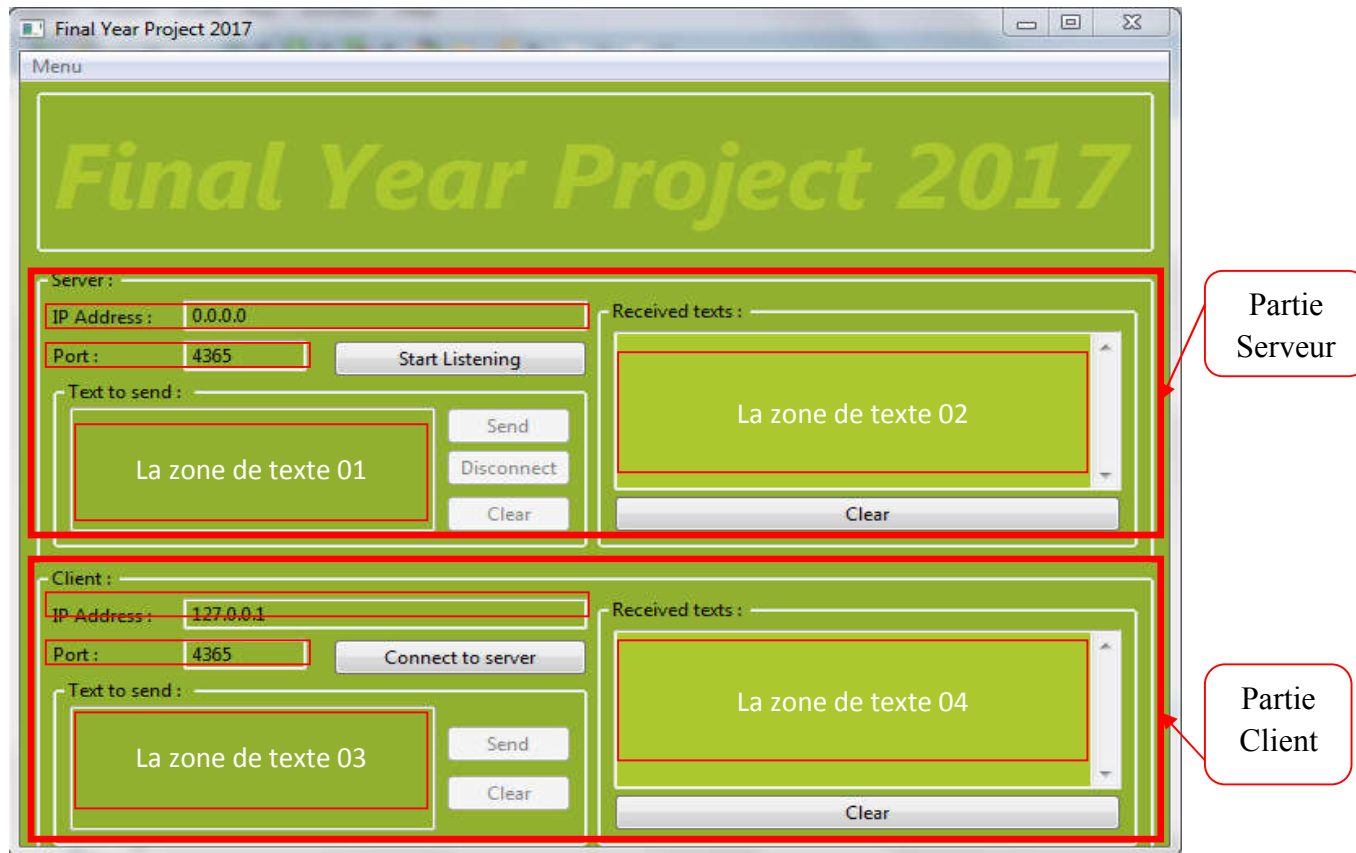 Final Year Project 2017
Menu
Final Year Project 2017
Server :
IP Address : 0.0.0.0
Port : 4365
Start Listening
Text to send :
La zone de texte 01
Send
Disconnect
Clear
Received texts :
La zone de texte 02
Clear
Partie
Serveur
Client :
IP Address : 127.0.0.1
Port : 4365
Connect to server
Text to send :
La zone de texte 03
Send
Clear
Received texts :
La zone de texte 04
Clear
Partie
Client